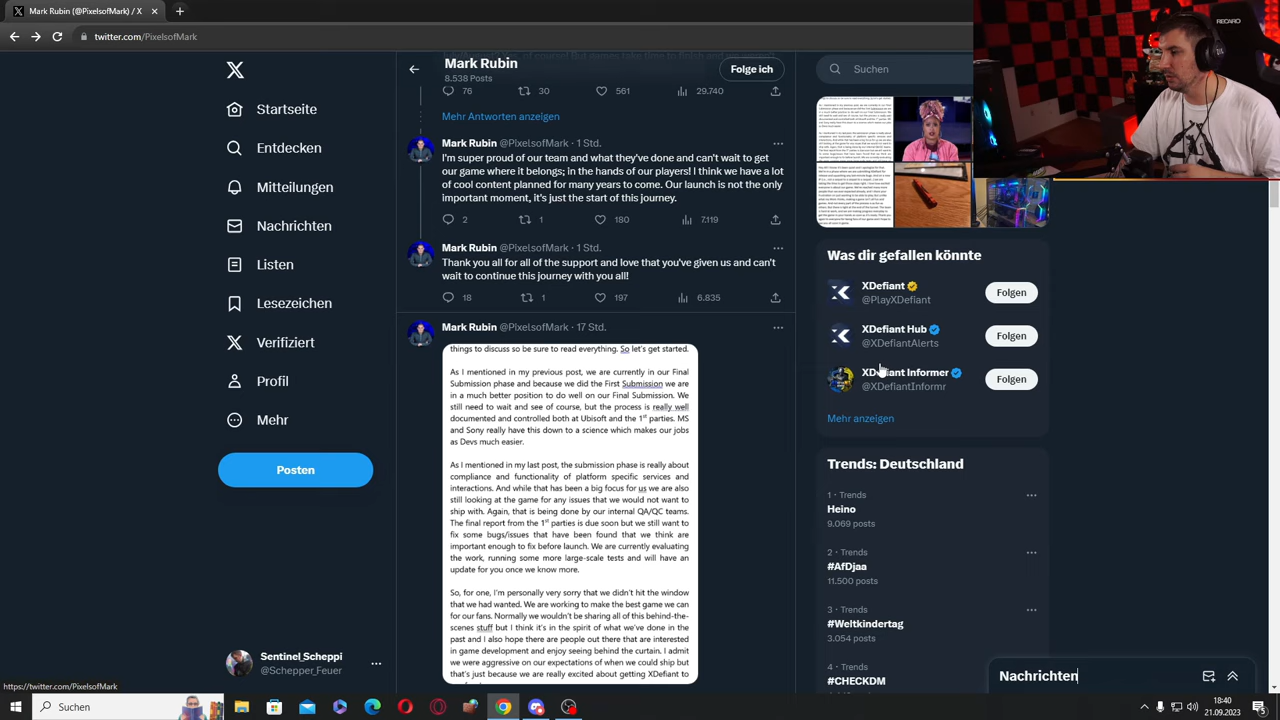 Mark Rubin (@PixelsofMark) / X
twitter.com/PixelsofMark
RECARO
Startseite
Entdecken
Mitteilungen
Nachrichten
Listen
Lesezeichen
Verifiziert
Profil
Mehr
Posten
Sentinel_Scheppi
@Schepper_Feuer
https://twitter.com/PixelsofMark
Mark Rubin
8.538 Posts
Folge ich
76 30 561 29.740
Mehr Antworten anzeigen
Mark Rubin @PixelsofMark · 1 Std.
super proud of our team and what they've done and can't wait to get
game where it belongs, in the hands of our players! I think we have a lot
of cool content planned for the years to come. Our launch is not the only
important moment, it's just the start of this journey.
2 1 190 7.119
Mark Rubin @PixelsofMark · 1 Std.
Thank you all for all of the support and love that you've given us and can't
wait to continue this journey with you all!
18 1 197 6.835
Mark Rubin @PixelsofMark · 17 Std.
things to discuss so be sure to read everything. So let's get started.
As I mentioned in my previous post, we are currently in our Final
Submission phase and because we did the First Submission we are
in a much better position to do well on our Final Submission. We
still need to wait and see of course, but the process is really well
documented and controlled both at Ubisoft and the 1st parties. MS
and Sony really have this down to a science which makes our jobs
as Devs much easier.
As I mentioned in my last post, the submission phase is really about
compliance and functionality of platform specific services and
interactions. And while that has been a big focus for us we are also
still looking at the game for any issues that we would not want to
ship with. Again, that is being done by our internal QA/QC teams.
The final report from the 1st parties is due soon but we still want to
fix some bugs/issues that have been found that we think are
important enough to fix before launch. We are currently evaluating
the work, running some more large-scale tests and will have an
update for you once we know more.
So, for one, I'm personally very sorry that we didn't hit the window
that we had wanted. We are working to make the best game we can
for our fans. Normally we wouldn't be sharing all of this behind-the-
scenes stuff but I think it's in the spirit of what we've done in the
past and I also hope there are people out there that are interested
in game development and enjoy seeing behind the curtain. I admit
we were aggressive on our expectations of when we could ship but
that's just because we are really excited about getting XDefiant to
Suchen
Was dir gefallen könnte
XDefiant
@PlayXDefiant
Folgen
XDefiant Hub
@XDefiantAlerts
Folgen
XDefiant Informer
@XDefiantInformr
Folgen
Mehr anzeigen
Trends: Deutschland
1 · Trends
Heino
9.069 posts
2 · Trends
#AfDjaa
11.500 posts
3 · Trends
#Weltkindertag
3.054 posts
4 · Trends
#CHECKDM
Nachrichten
Suchen
18:40
21.09.2023
5